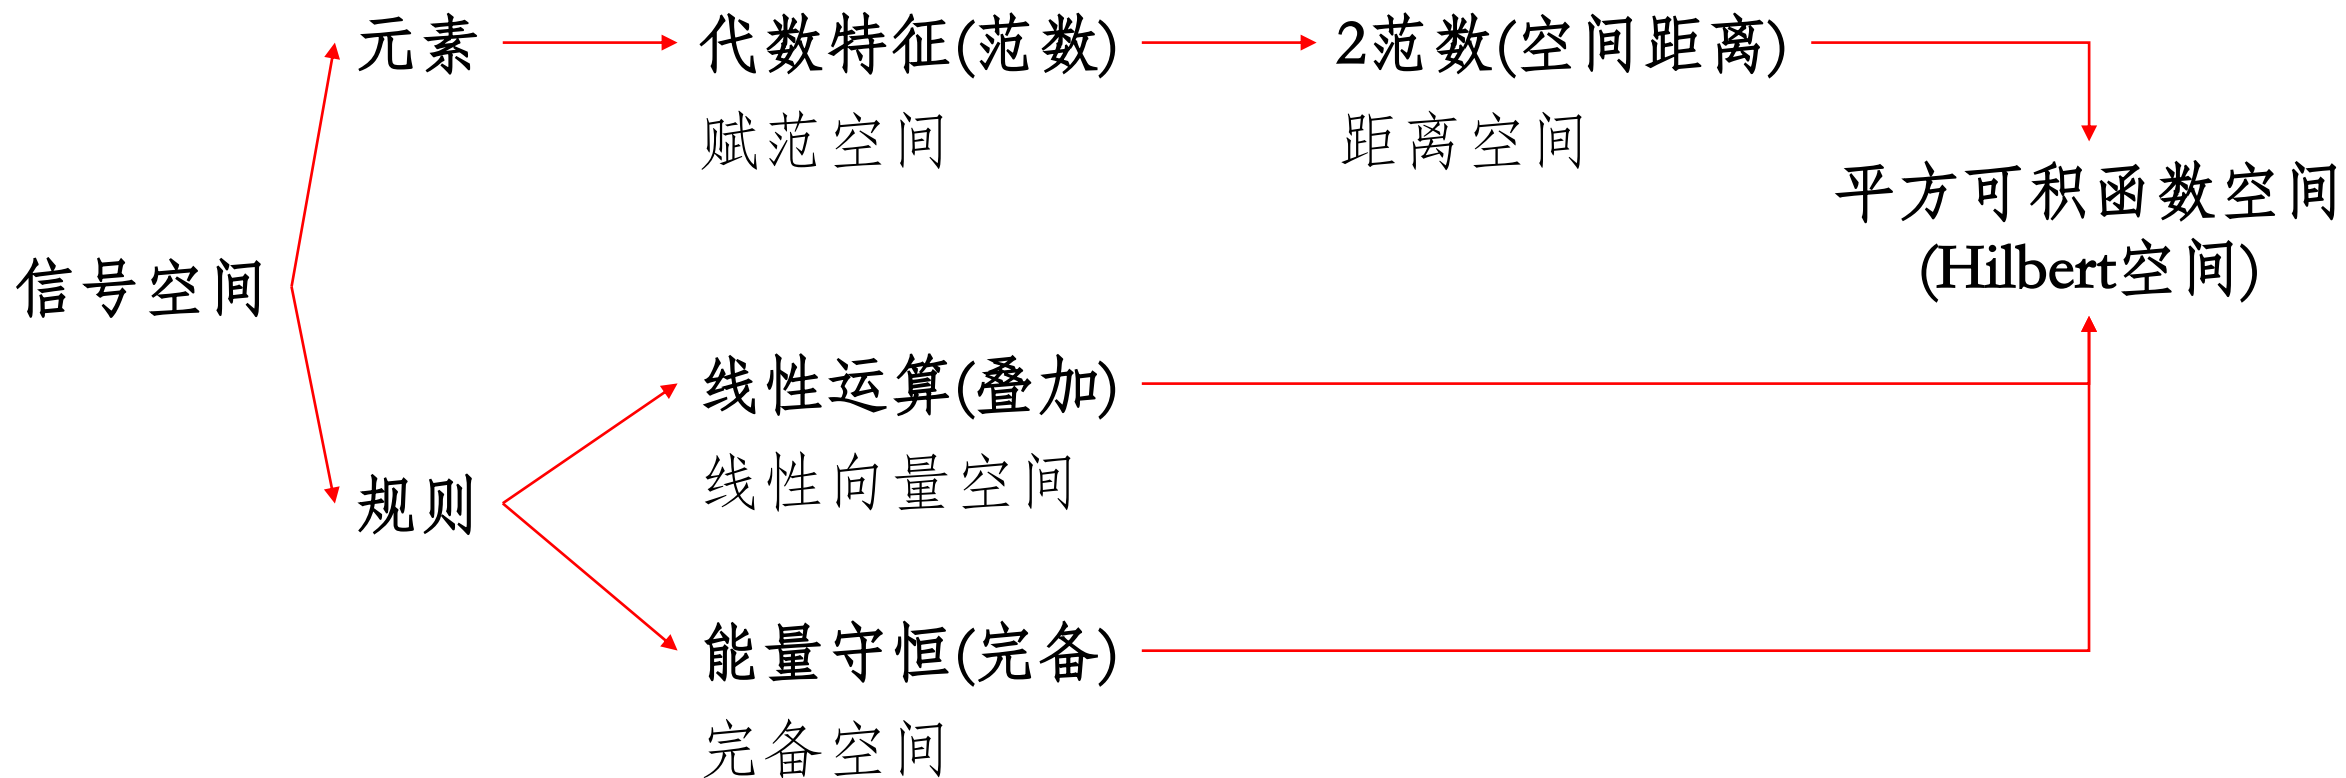 元素
代数特征(范数)
2范数(空间距离)
赋范空间
距离空间
平方可积函数空间
(Hilbert空间)
信号空间
线性运算(叠加)
线性向量空间
规则
能量守恒(完备)
完备空间